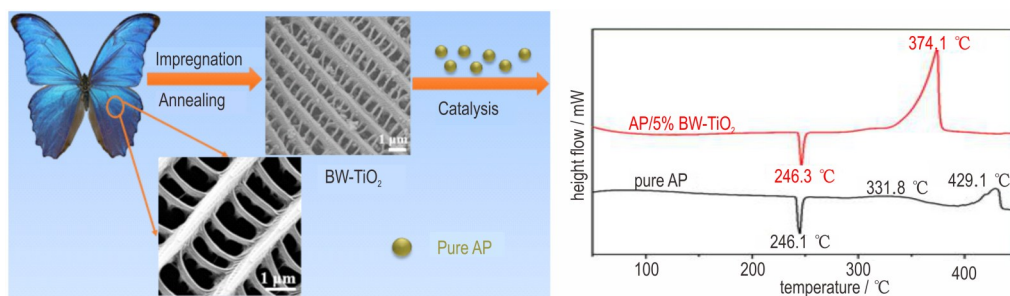 Impregnation
Annealing
1 μm
BW-TiO₂
1 μm
Catalysis
Pure AP
height flow / mW
374.1 ℃
AP/5% BW-TiO₂
246.3 ℃
pure AP
331.8 ℃
429.1 ℃
246.1 ℃
100
200
300
400
temperature / ℃